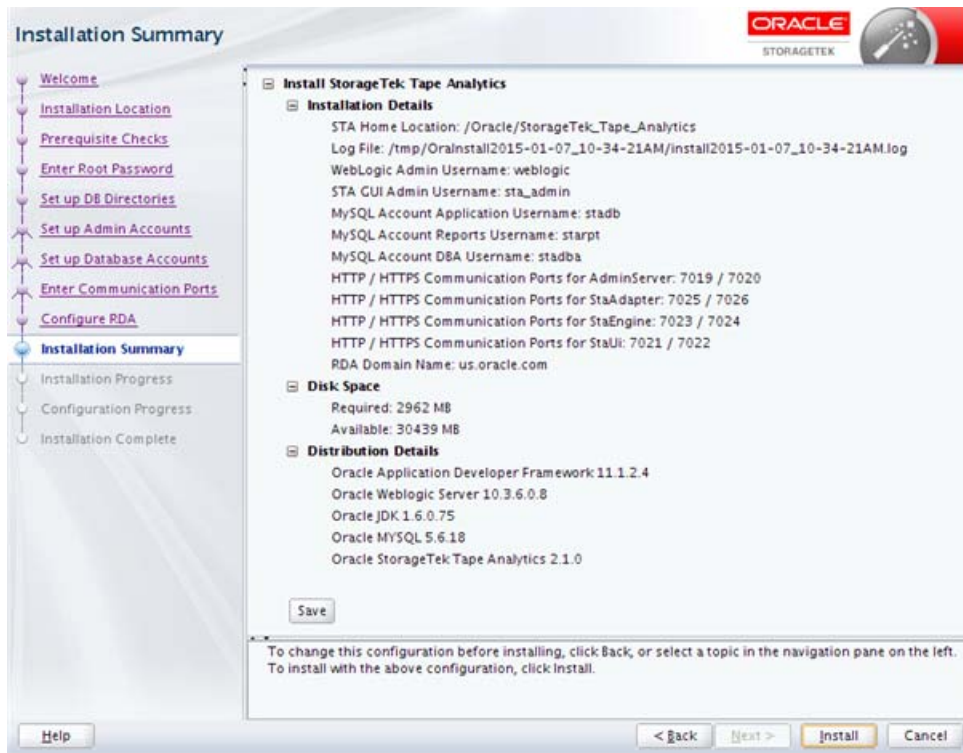 Installation Summary
ORACLE
STORAGETEK
Welcome
Installation Location
Prerequisite Checks
Enter Root Password
Set up DB Directories
Set up Admin Accounts
Set up Database Accounts
Enter Communication Ports
Configure RDA
Installation Summary
Installation Progress
Configuration Progress
Installation Complete
Install StorageTek Tape Analytics
Installation Details
STA Home Location: /Oracle/StorageTek_Tape_Analytics
Log File: /tmp/OraInstall2015-01-07_10-34-21AM/install2015-01-07_10-34-21AM.log
WebLogic Admin Username: weblogic
STA GUI Admin Username: sta_admin
MySQL Account Application Username: stadb
MySQL Account Reports Username: starpt
MySQL Account DBA Username: stadba
HTTP / HTTPS Communication Ports for AdminServer: 7019 / 7020
HTTP / HTTPS Communication Ports for StaAdapter: 7025 / 7026
HTTP / HTTPS Communication Ports for StaEngine: 7023 / 7024
HTTP / HTTPS Communication Ports for StaUi: 7021 / 7022
RDA Domain Name: us.oracle.com
Disk Space
Required: 2962 MB
Available: 30439 MB
Distribution Details
Oracle Application Developer Framework 11.1.2.4
Oracle Weblogic Server 10.3.6.0.8
Oracle JDK 1.6.0.75
Oracle MYSQL 5.6.18
Oracle StorageTek Tape Analytics 2.1.0
Save
To change this configuration before installing, click Back, or select a topic in the navigation pane on the left.
To install with the above configuration, click Install.
Help
< Back
Next >
Install
Cancel